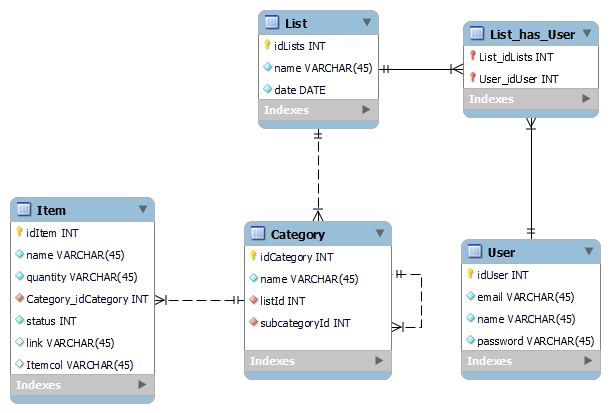 List
idLists INT
name VARCHAR(45)
date DATE
Indexes
List_has_User
List_idLists INT
User_idUser INT
Indexes
Item
idItem INT
name VARCHAR(45)
quantity VARCHAR(45)
Category_idCategory INT
status INT
link VARCHAR(45)
Itemcol VARCHAR(45)
Indexes
Category
idCategory INT
name VARCHAR(45)
listId INT
subcategoryId INT
Indexes
User
idUser INT
email VARCHAR(45)
name VARCHAR(45)
password VARCHAR(45)
Indexes